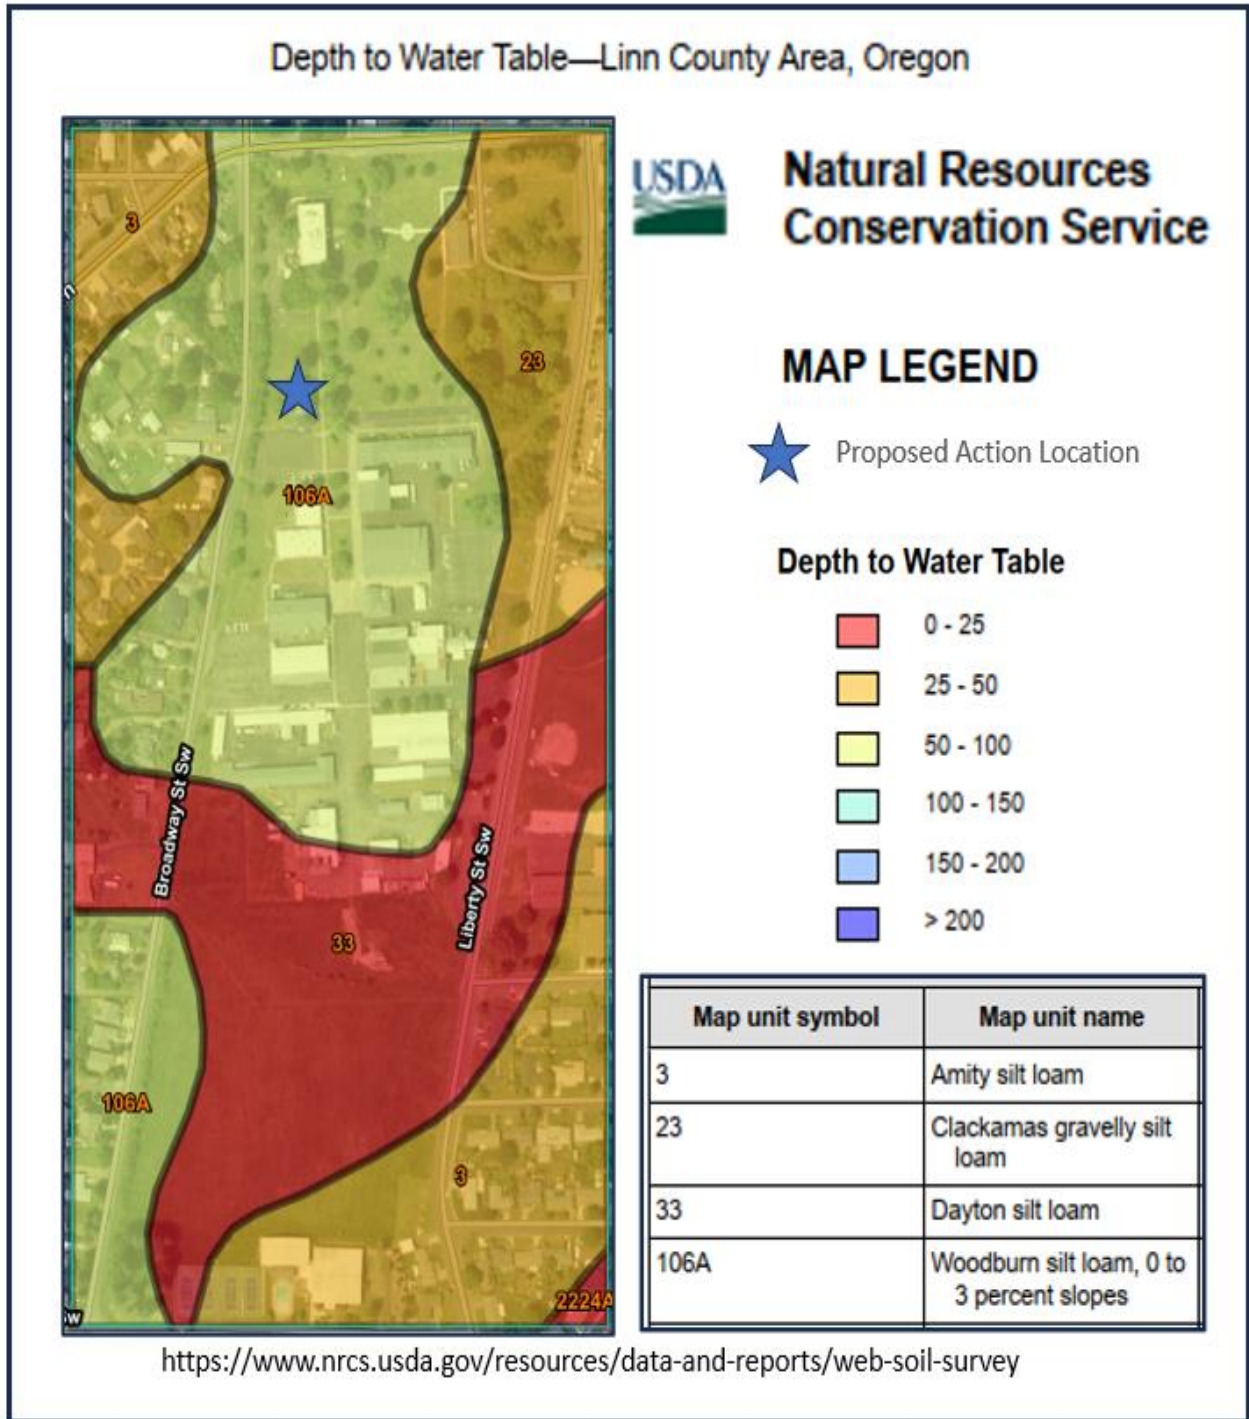 Depth to Water Table—Linn County Area, Oregon
USDA
Natural Resources
Conservation Service
MAP LEGEND
Proposed Action Location
Depth to Water Table
0 - 25
25 - 50
50 - 100
100 - 150
150 - 200
> 200
3
23
106A
Broadway St Sw
Liberty St Sw
33
106A
3
2224A
Map unit symbol Map unit name
3 Amity silt loam
23 Clackamas gravelly silt
loam
33 Dayton silt loam
106A Woodburn silt loam, 0 to
3 percent slopes
https://www.nrcs.usda.gov/resources/data-and-reports/web-soil-survey